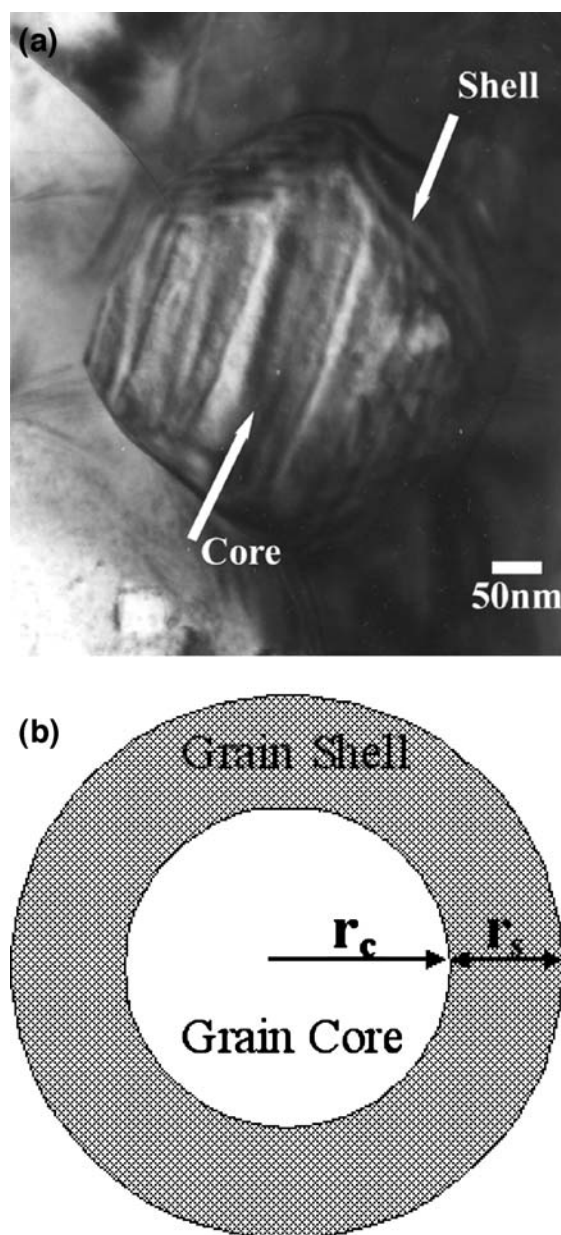 (a)
Shell
Core
50nm
(b)
Grain Shell
r_c
r_s
Grain Core